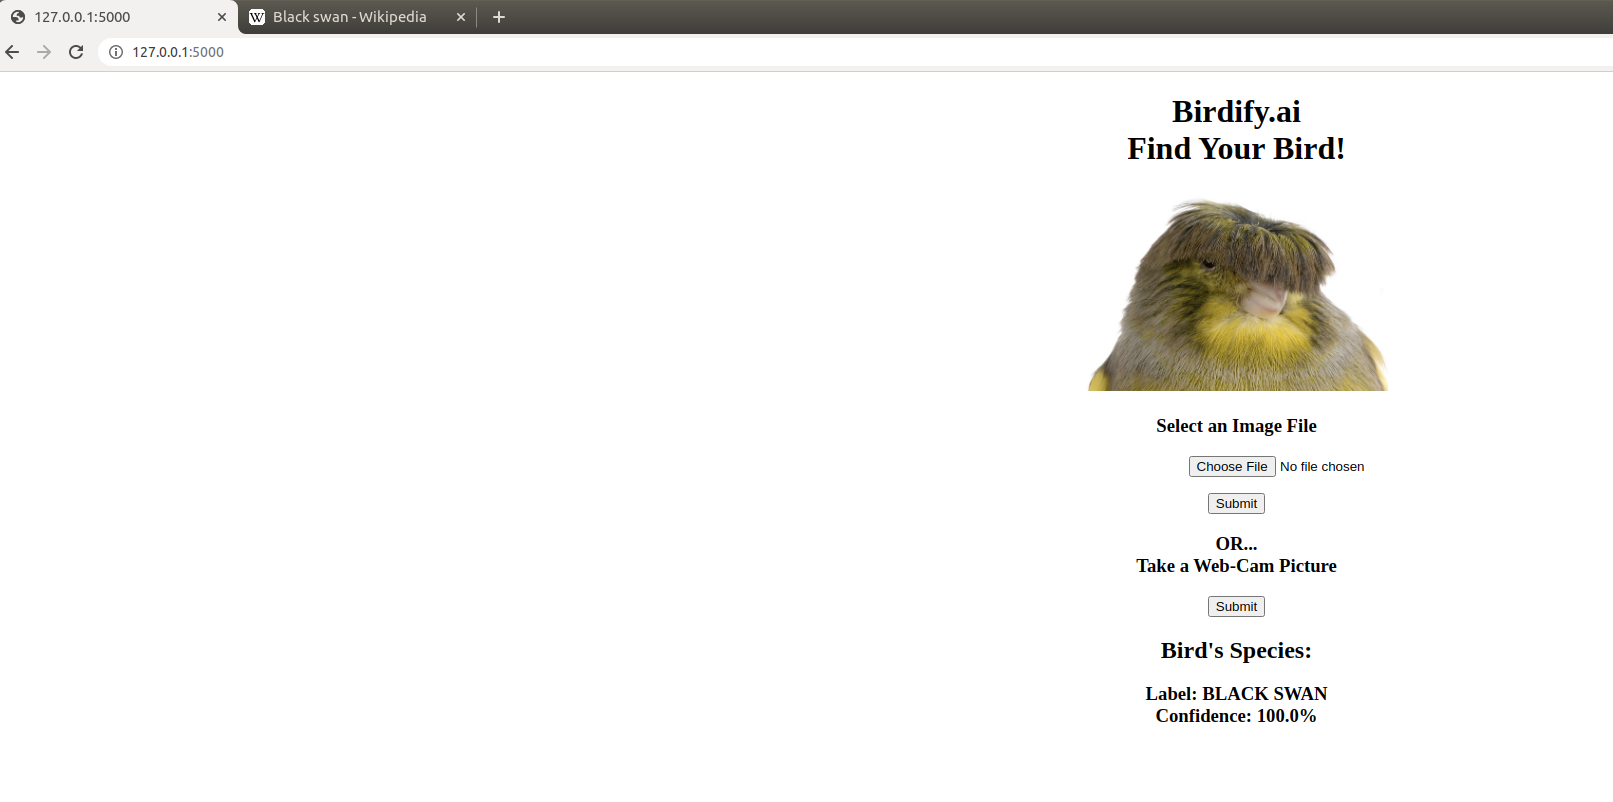 127.0.0.1:5000
Black swan - Wikipedia
127.0.0.1:5000
Birdify.ai
Find Your Bird!
Select an Image File
Choose File No file chosen
Submit
OR...
Take a Web-Cam Picture
Submit
Bird's Species:
Label: BLACK SWAN
Confidence: 100.0%